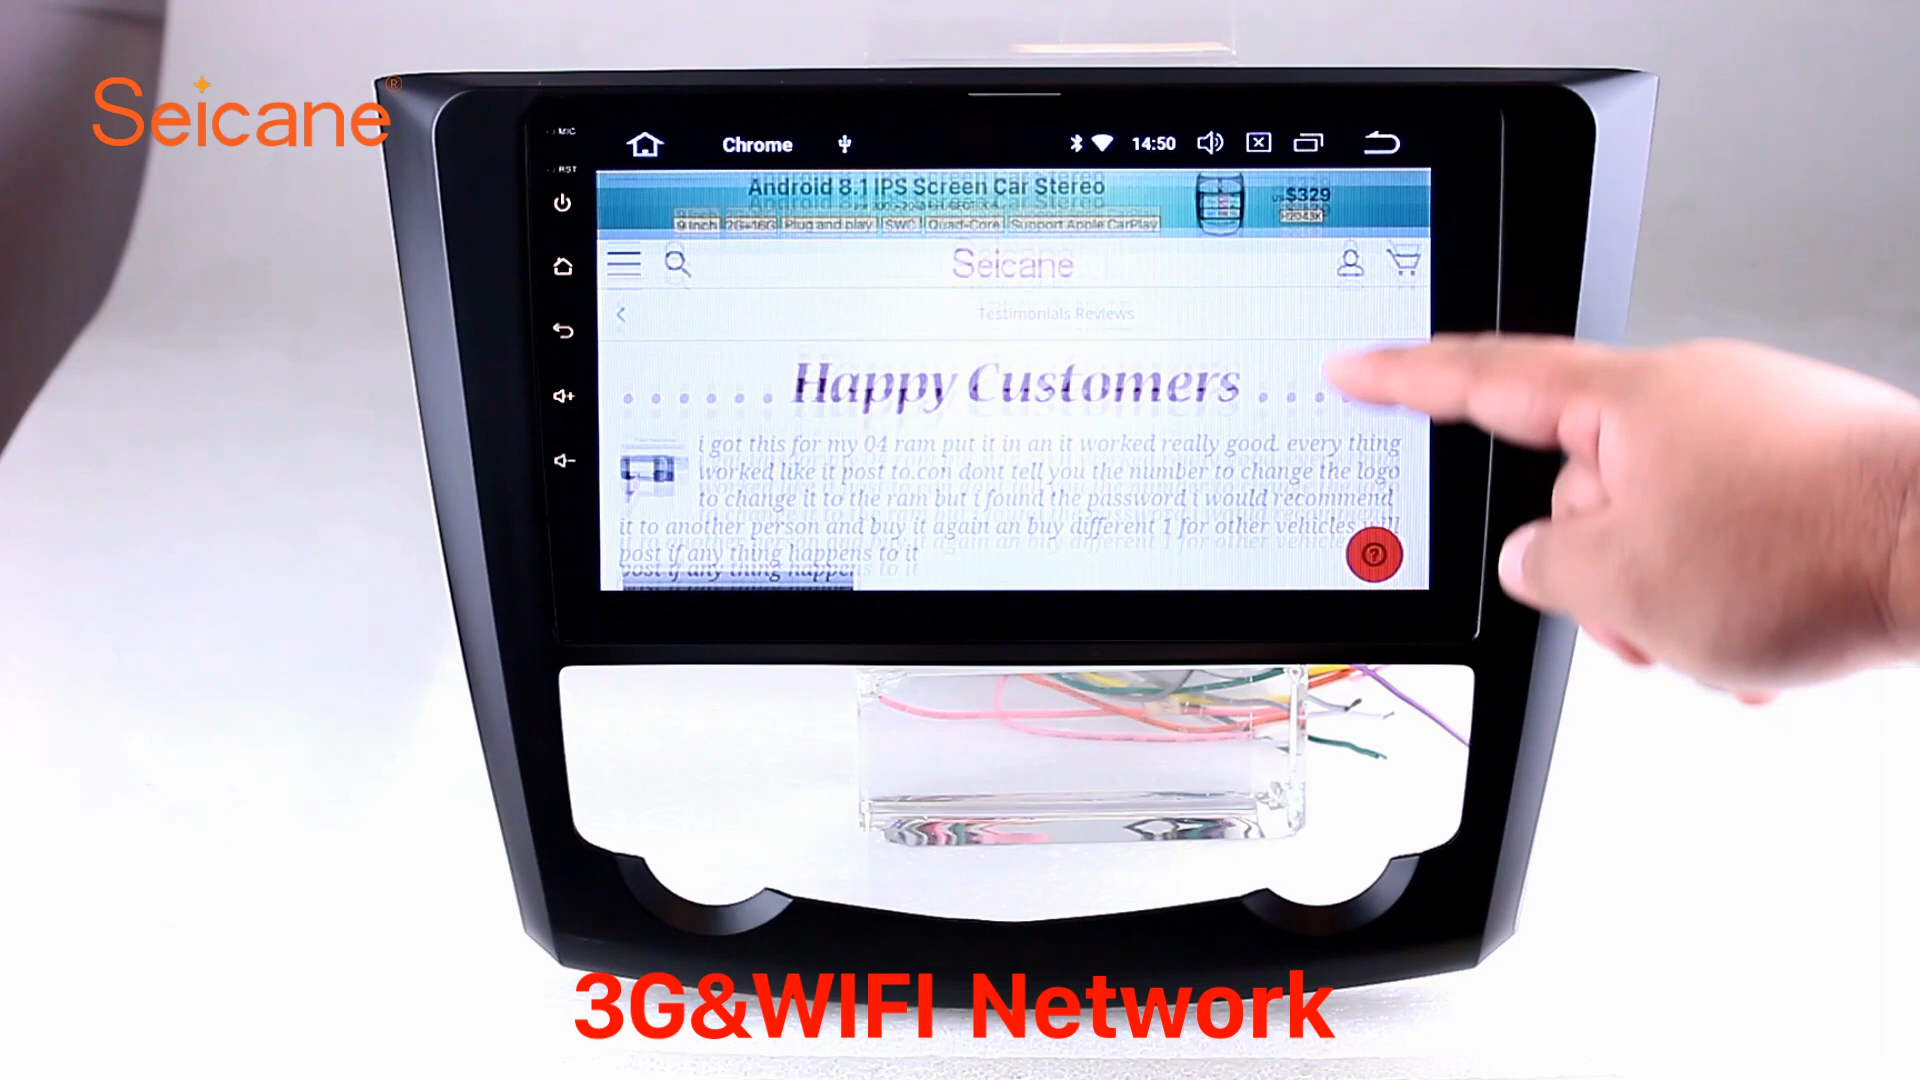 Seicane®
MIC
RST
Chrome
14:50
Android 8.1 IPS Screen Car Stereo
9 Inch 2G+16G Plug and play SWC Quad-Core Support Apple CarPlay
$329
Seicane
Testimonials Reviews
Happy Customers
i got this for my 04 ram put it in an it worked really good. every thing
worked like it post to.con dont tell you the number to change the logo
to change it to the ram but i found the password i would recommend
it to another person and buy it again an buy different 1 for other vehicles will
post if any thing happens to it
3G&WIFI Network